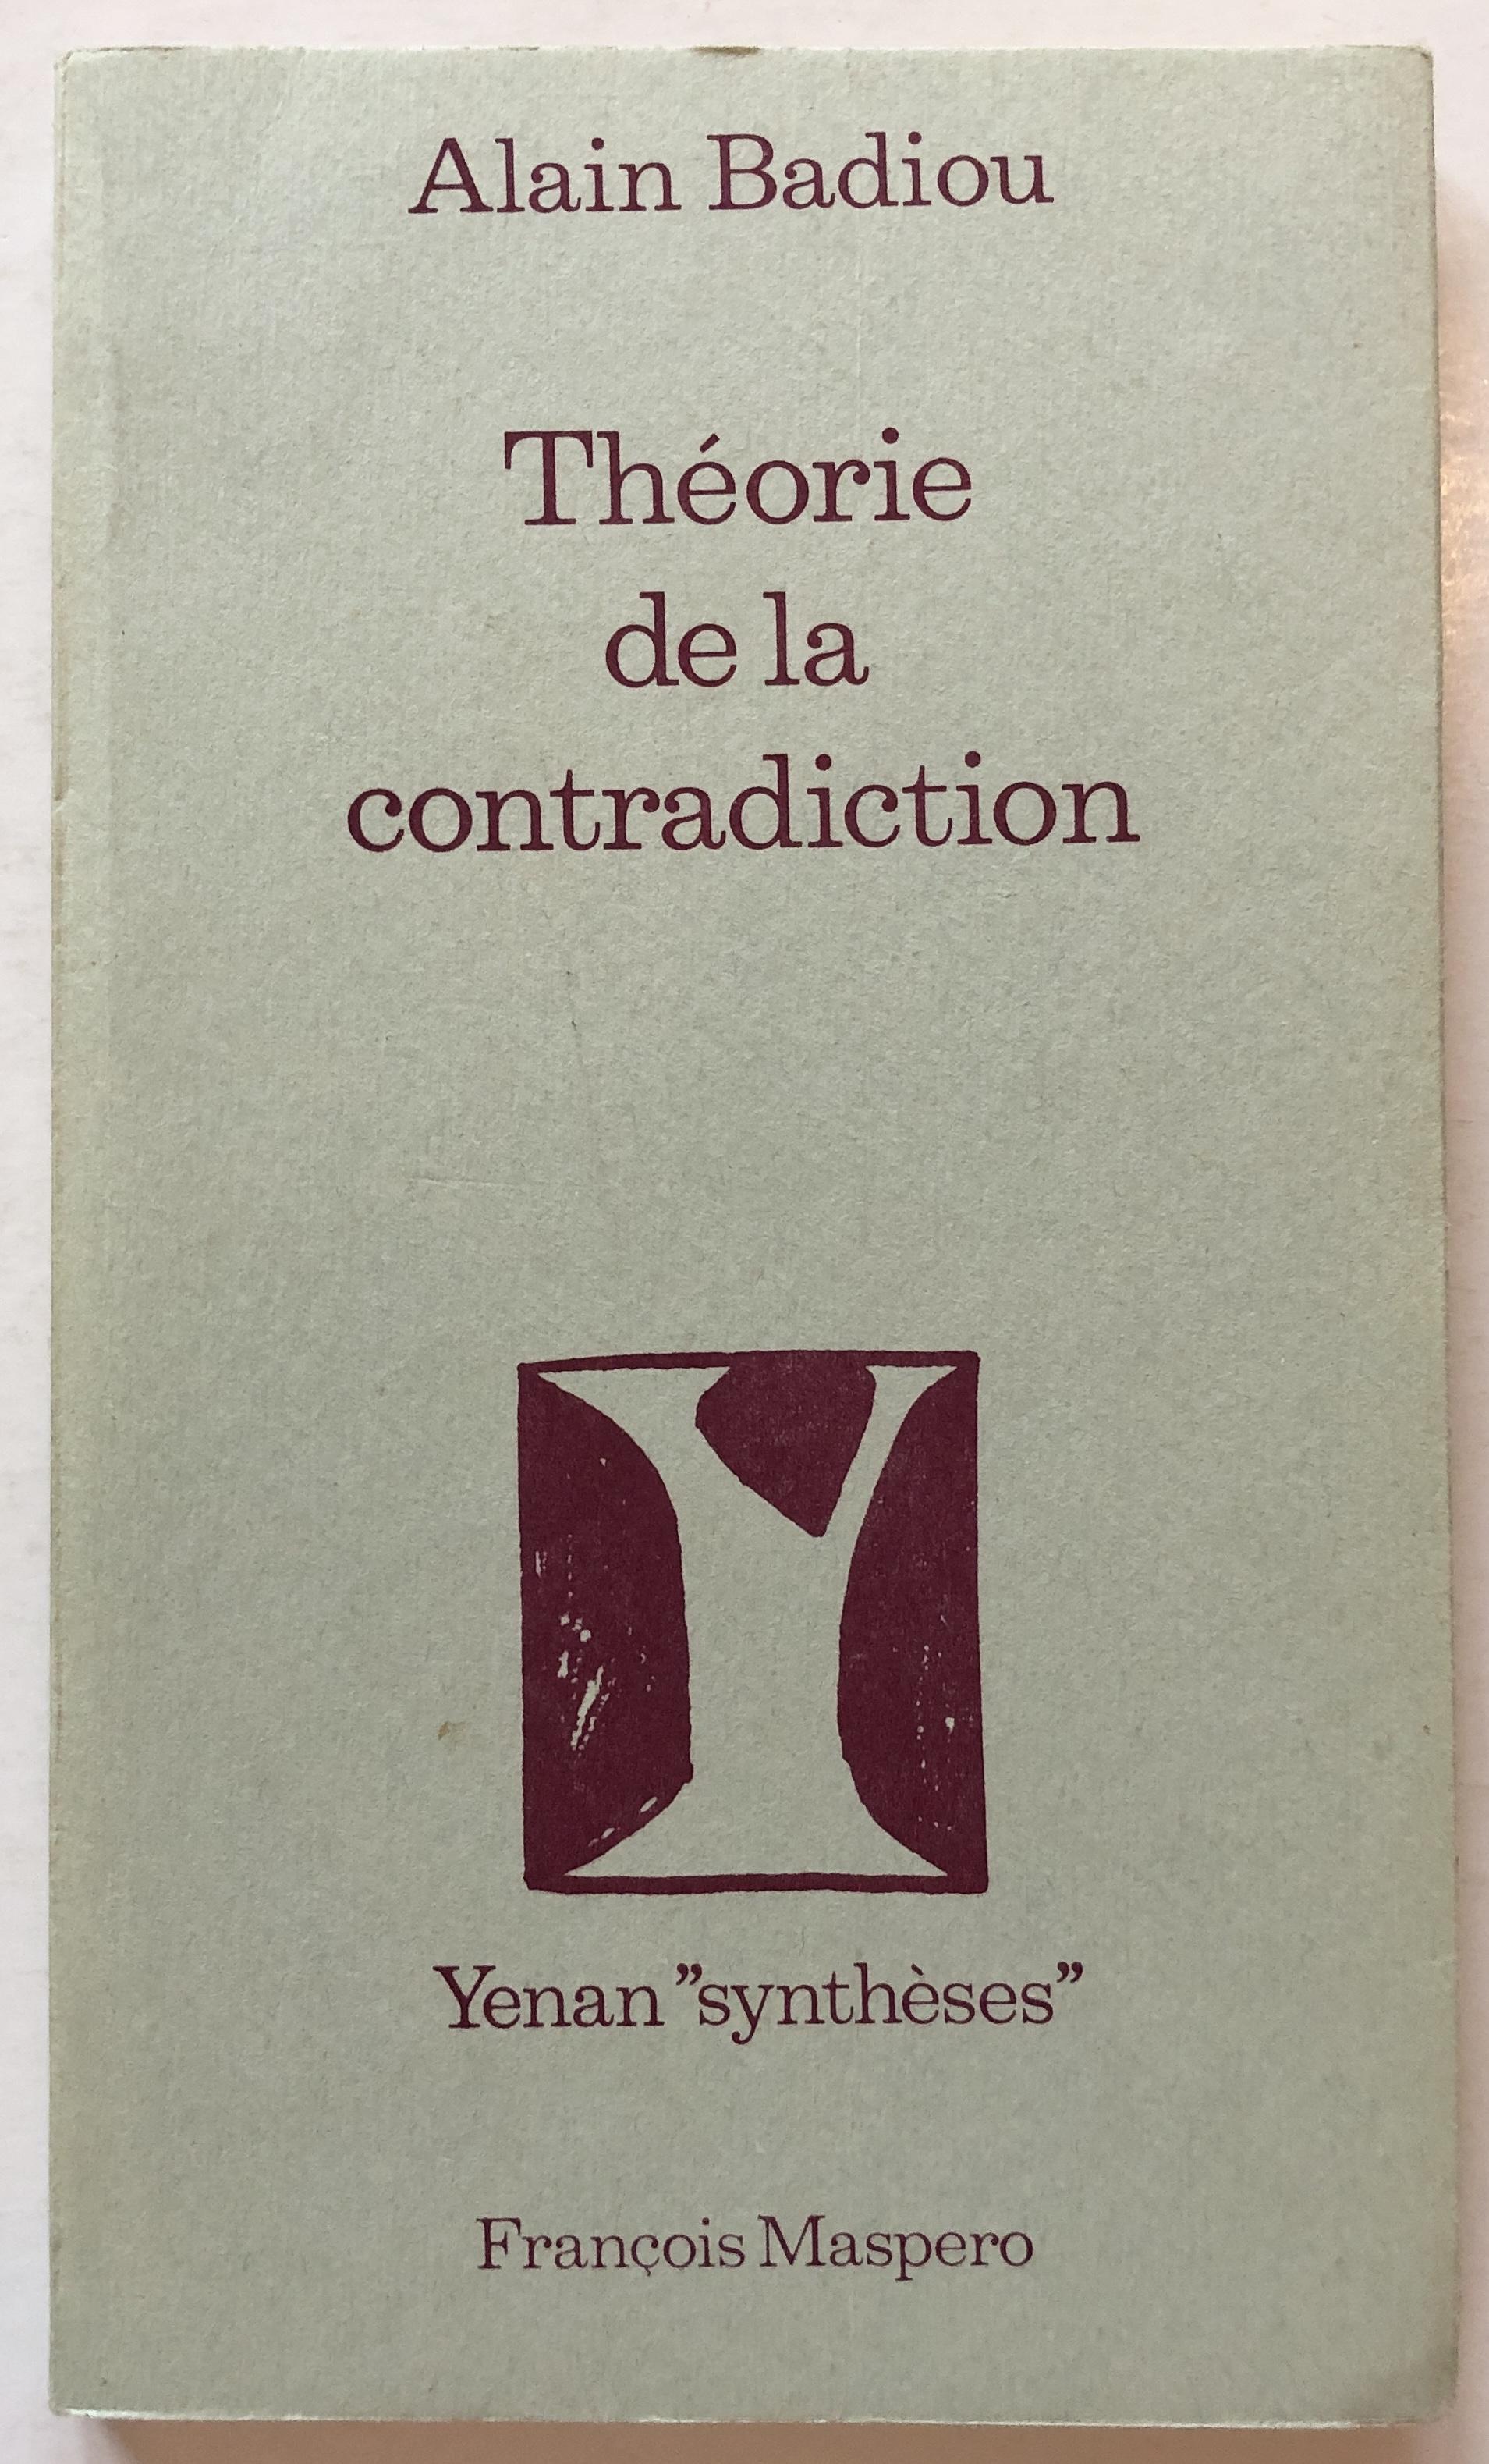 Alain Badiou
Théorie
de la
contradiction
Y
Yenan ”synthèses”
François Maspero